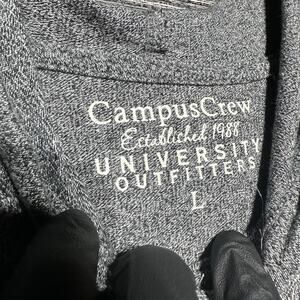 CampusCrew
Established 1988
UNIVERSITY
OUTFITTERS
L